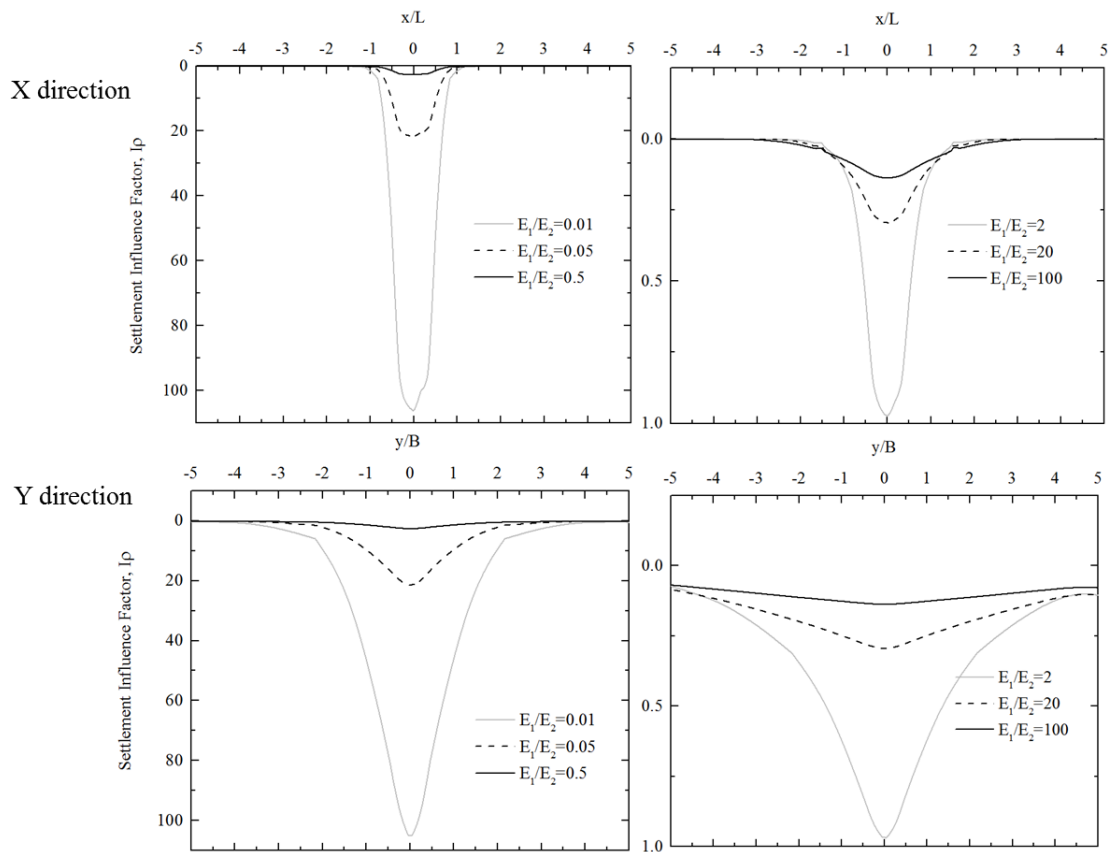 x/L
-5 -4 -3 -2 -1 0 1 2 3 4 5
X direction
Settlement Influence Factor, Iρ
0
20
40
60
80
100
E1/E2=0.01
E1/E2=0.05
E1/E2=0.5
x/L
-5 -4 -3 -2 -1 0 1 2 3 4 5
0.0
0.5
1.0
E1/E2=2
E1/E2=20
E1/E2=100
y/B
-5 -4 -3 -2 -1 0 1 2 3 4 5
Y direction
Settlement Influence Factor, Iρ
0
20
40
60
80
100
E1/E2=0.01
E1/E2=0.05
E1/E2=0.5
y/B
-5 -4 -3 -2 -1 0 1 2 3 4 5
0.0
0.5
1.0
E1/E2=2
E1/E2=20
E1/E2=100